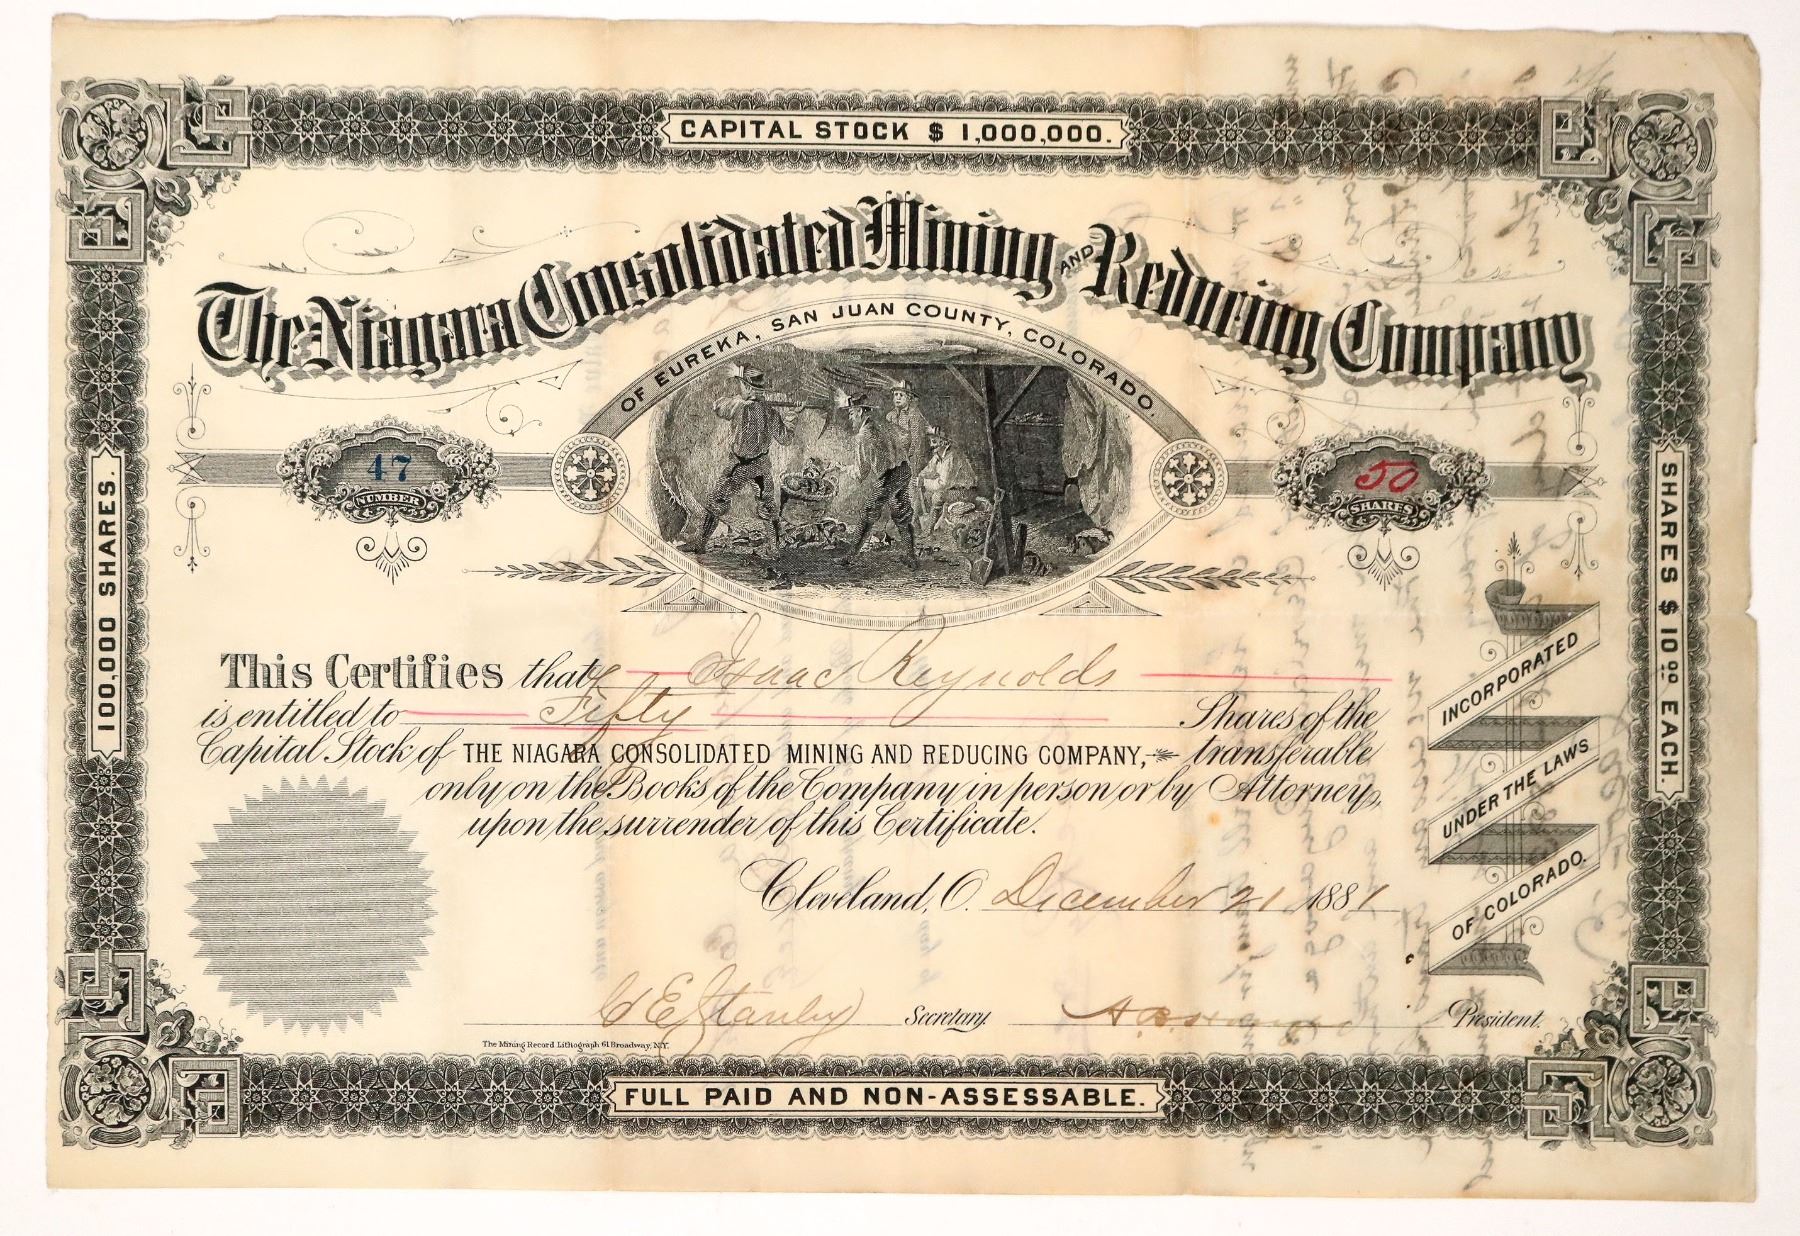 CAPITAL STOCK $ 1,000,000.
The Niagara Consolidated Mining AND Reducing Company
OF EUREKA, SAN JUAN COUNTY, COLORADO.
47
NUMBER
50
SHARES
100,000 SHARES.
SHARES $ 10 00 EACH.
This Certifies that Isaac Reynolds
is entitled to Fifty Shares of the
Capital Stock of THE NIAGARA CONSOLIDATED MINING AND REDUCING COMPANY, transferable
only on the Books of the Company in person or by Attorney,
upon the surrender of this Certificate.
INCORPORATED
UNDER THE LAWS
OF COLORADO.
Cleveland, O. December 21 1881
Stanley Secretary. President.
The Mining Record Lithograph 61 Broadway, N.Y.
FULL PAID AND NON-ASSESSABLE.